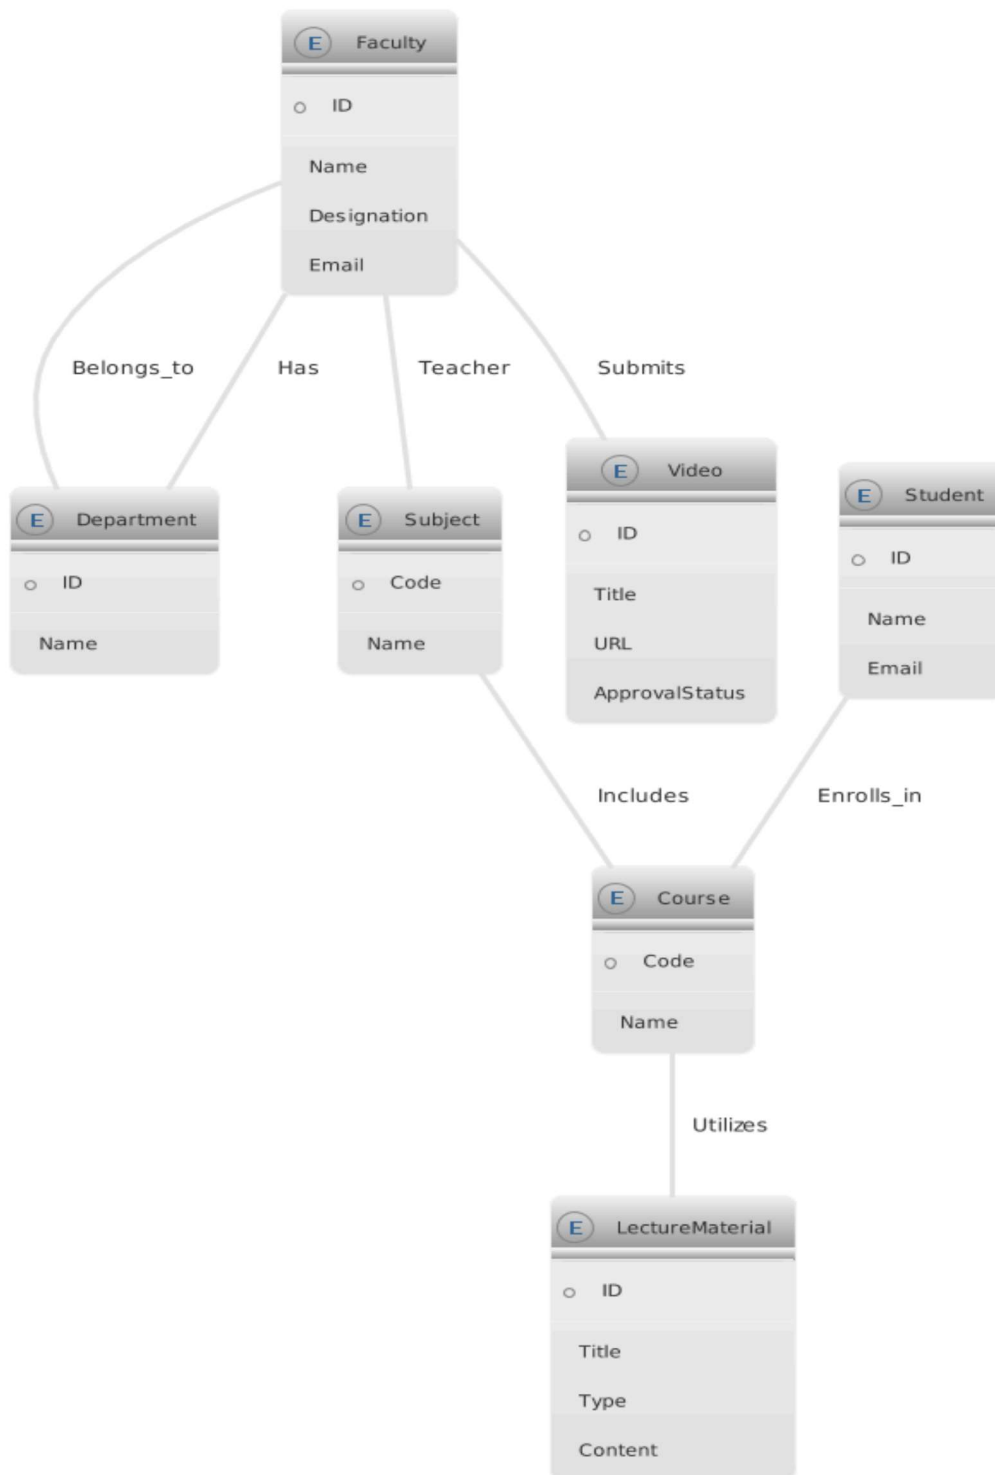 E Faculty
ID
Name
Designation
Email
Belongs_to
Has
Teacher
Submits
E Department
ID
Name
E Subject
Code
Name
E Video
ID
Title
URL
ApprovalStatus
E Student
ID
Name
Email
Includes
Enrolls_in
E Course
Code
Name
Utilizes
E LectureMaterial
ID
Title
Type
Content